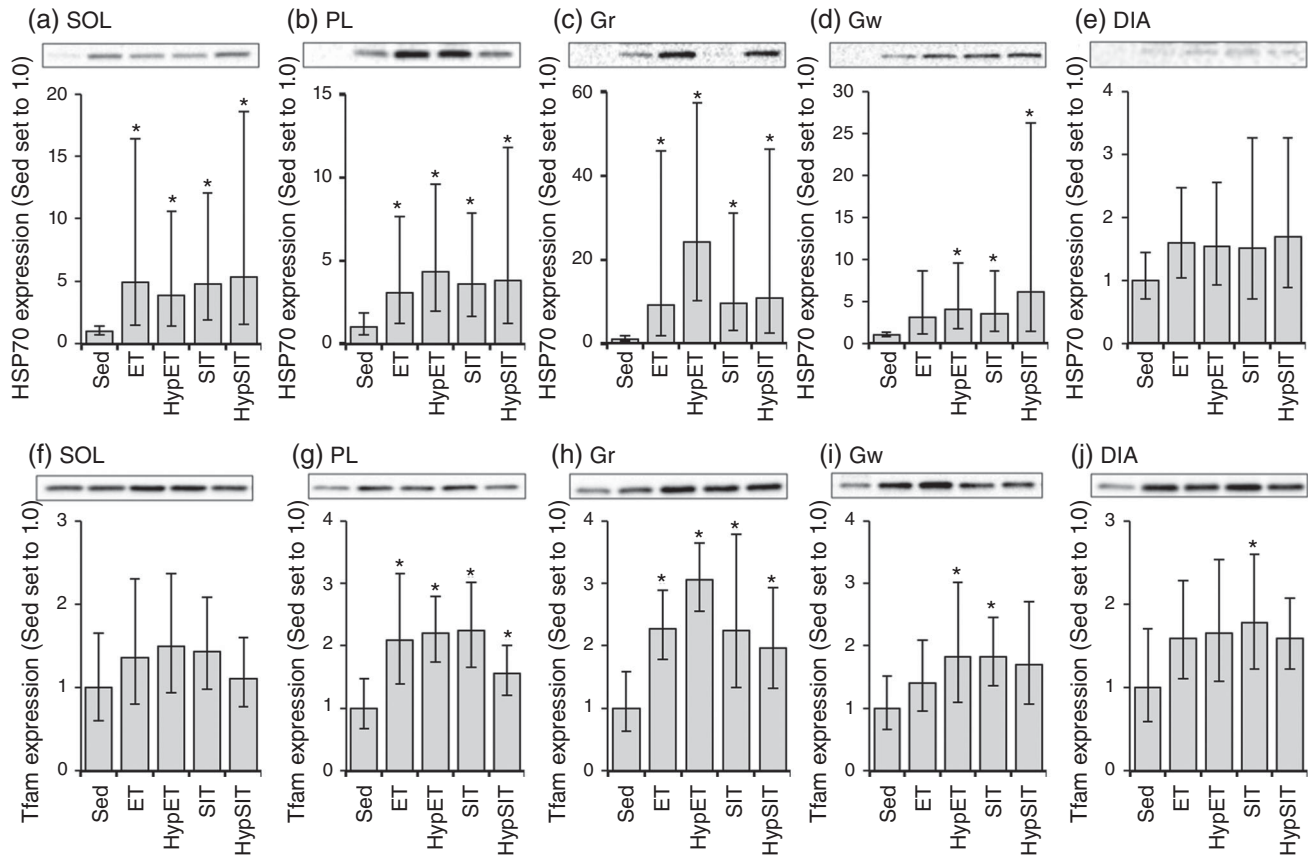 (a) SOL
HSP70 expression (Sed set to 1.0)
20
15
10
5
0
*
*
*
*
Sed
ET
HypET
SIT
HypSIT
(b) PL
HSP70 expression (Sed set to 1.0)
15
10
5
0
*
*
*
*
Sed
ET
HypET
SIT
HypSIT
(c) Gr
HSP70 expression (Sed set to 1.0)
60
40
20
0
*
*
*
*
Sed
ET
HypET
SIT
HypSIT
(d) Gw
HSP70 expression (Sed set to 1.0)
30
25
20
15
10
5
0
*
*
*
Sed
ET
HypET
SIT
HypSIT
(e) DIA
HSP70 expression (Sed set to 1.0)
4
3
2
1
0
Sed
ET
HypET
SIT
HypSIT
(f) SOL
Tfam expression (Sed set to 1.0)
3
2
1
0
Sed
ET
HypET
SIT
HypSIT
(g) PL
Tfam expression (Sed set to 1.0)
4
3
2
1
0
*
*
*
*
Sed
ET
HypET
SIT
HypSIT
(h) Gr
Tfam expression (Sed set to 1.0)
4
3
2
1
0
*
*
*
*
Sed
ET
HypET
SIT
HypSIT
(i) Gw
Tfam expression (Sed set to 1.0)
4
3
2
1
0
*
*
Sed
ET
HypET
SIT
HypSIT
(j) DIA
Tfam expression (Sed set to 1.0)
3
2
1
0
*
Sed
ET
HypET
SIT
HypSIT